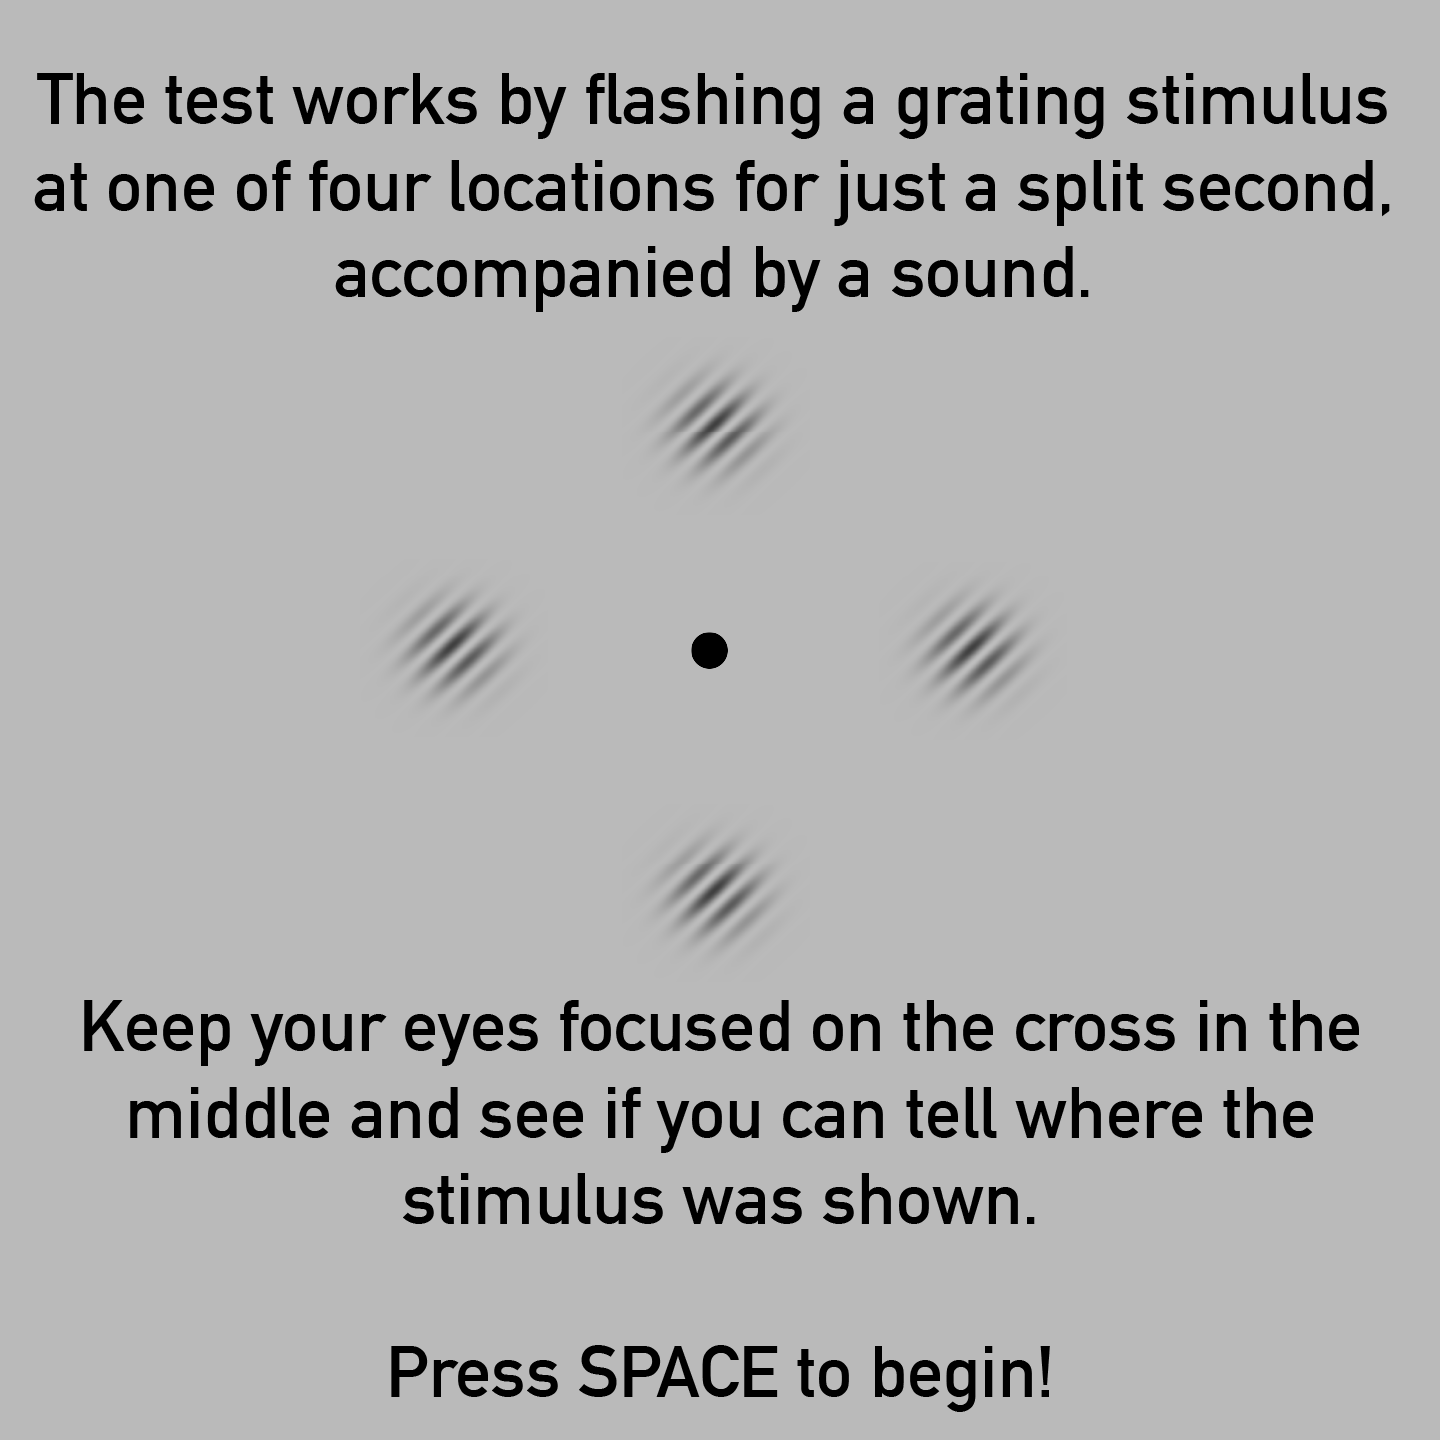 The test works by flashing a grating stimulus
at one of four locations for just a split second,
accompanied by a sound.
Keep your eyes focused on the cross in the
middle and see if you can tell where the
stimulus was shown.
Press SPACE to begin!